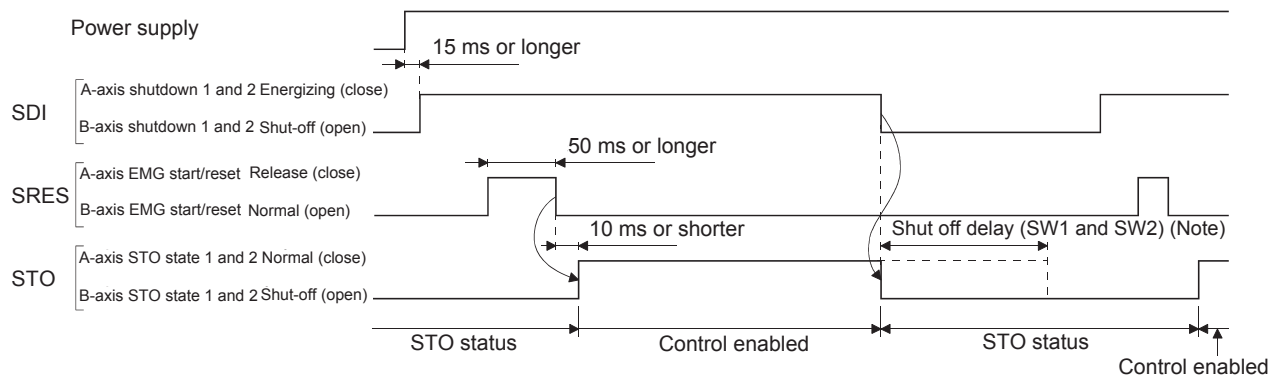 Power supply
15 ms or longer
SDI
A-axis shutdown 1 and 2 Energizing (close)
B-axis shutdown 1 and 2 Shut-off (open)
50 ms or longer
SRES
A-axis EMG start/reset Release (close)
B-axis EMG start/reset Normal (open)
10 ms or shorter
Shut off delay (SW1 and SW2) (Note)
STO
A-axis STO state 1 and 2 Normal (close)
B-axis STO state 1 and 2 Shut-off (open)
STO status
Control enabled
STO status
Control enabled